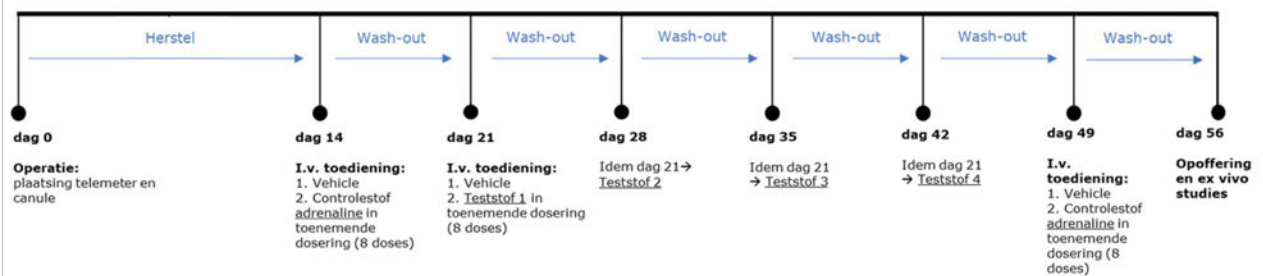 Herstel
Wash-out
Wash-out
Wash-out
Wash-out
Wash-out
Wash-out
dag 0
Operatie:
plaatsing telemeter en
canule
dag 14
I.v. toediening:
1. Vehicle
2. Controlestof
adrenaline in
toenemende
dosering (8 doses)
dag 21
I.v. toediening:
1. Vehicle
2. Teststof 1 in
toenemende dosering
(8 doses)
dag 28
Idem dag 21→
Teststof 2
dag 35
Idem dag 21
→ Teststof 3
dag 42
Idem dag 21
→ Teststof 4
dag 49
I.v.
toediening:
1. Vehicle
2. Controlestof
adrenaline in
toenemende
dosering (8
doses)
dag 56
Opoffering
en ex vivo
studies